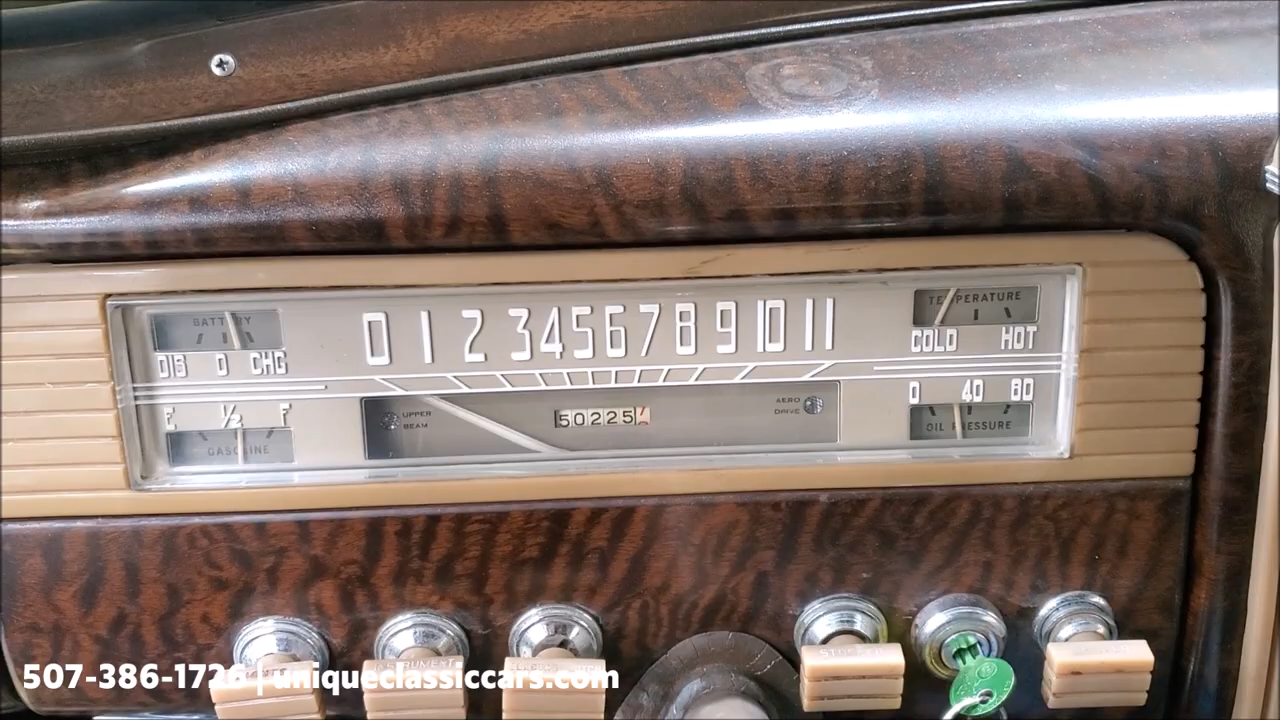 BATTERY
DIS 0 CHG
0 1 2 3 4 5 6 7 8 9 10 11
TEMPERATURE
COLD HOT
E 1/2 F
GASOLINE
UPPER
BEAM
50225
AERO
DRIVE
0 40 80
OIL PRESSURE
507-386-1726 | uniqueclassiccars.com